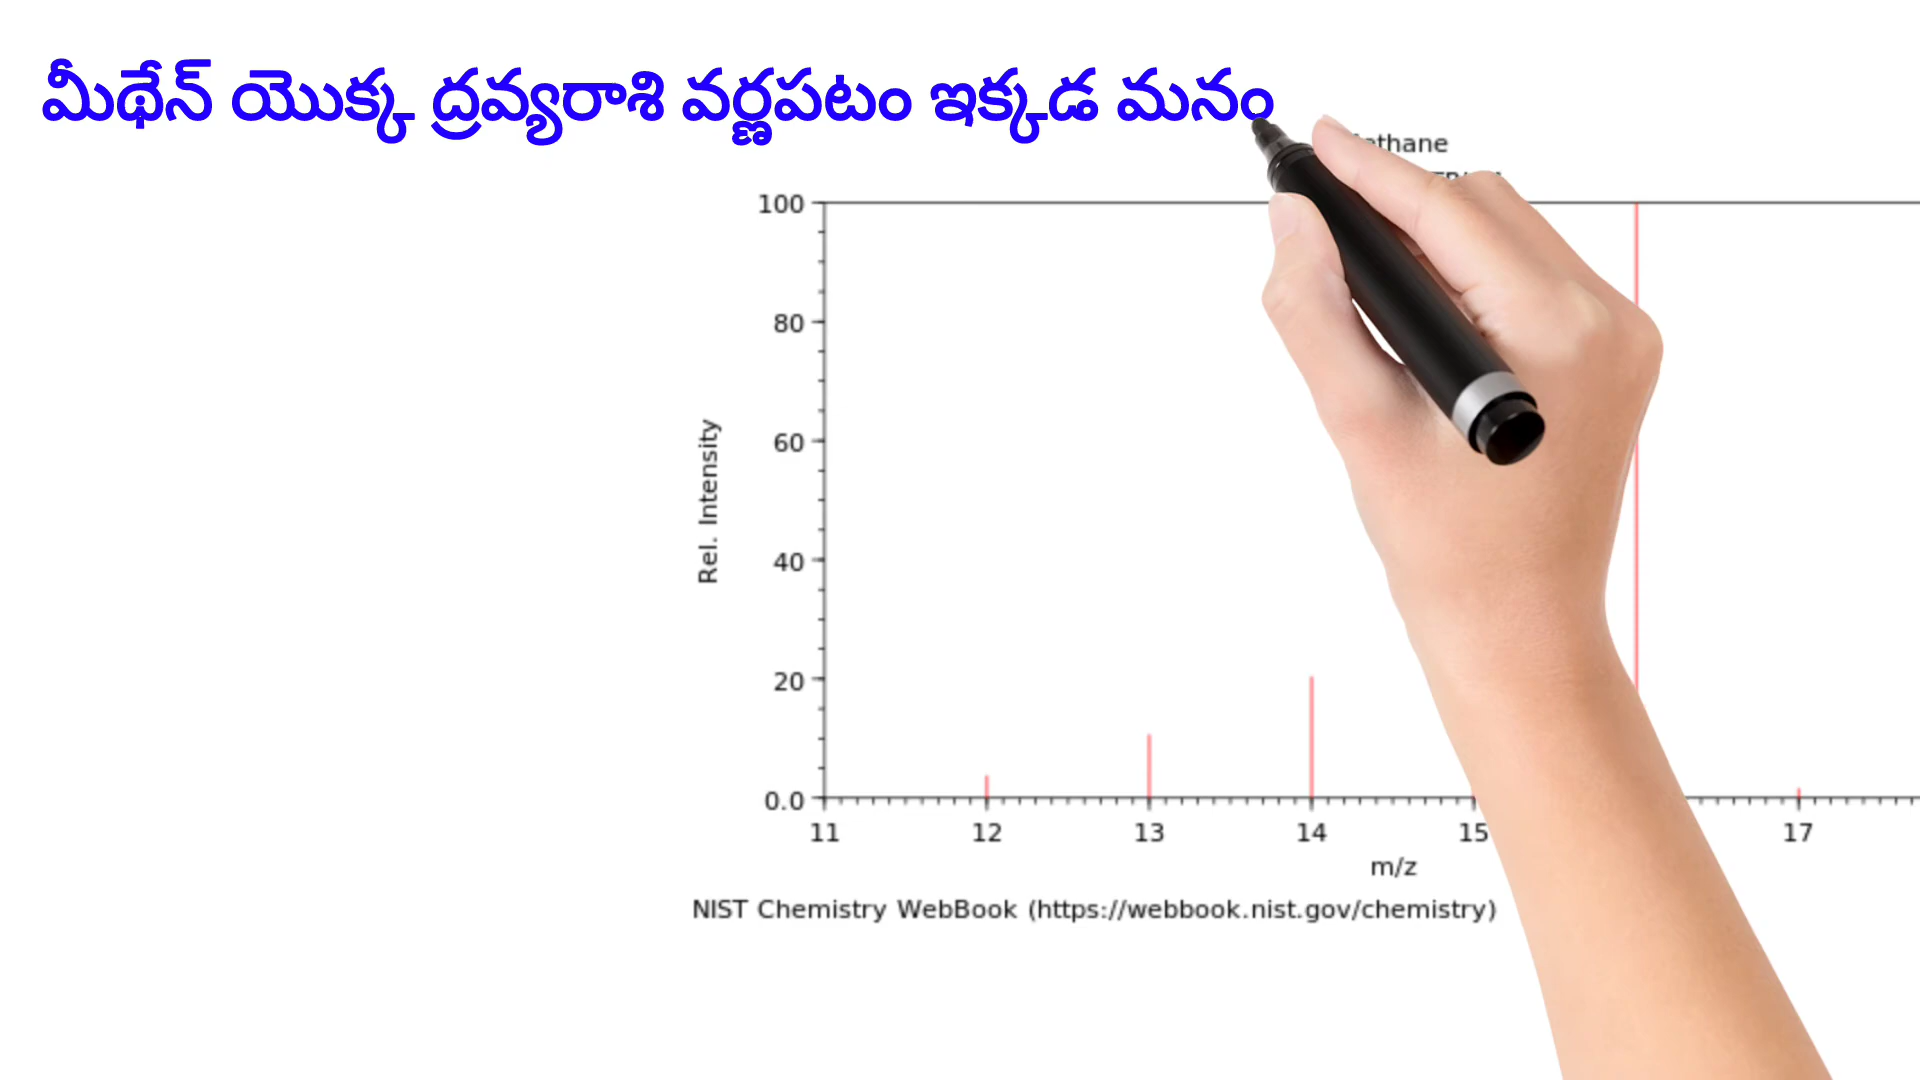 మీథేన్ యొక్క ద్రవ్యరాశి వర్ణపటం ఇక్కడ మనం
100
80
60
40
20
0.0
Rel. Intensity
11 12 13 14 15 17
m/z
NIST Chemistry WebBook (https://webbook.nist.gov/chemistry)